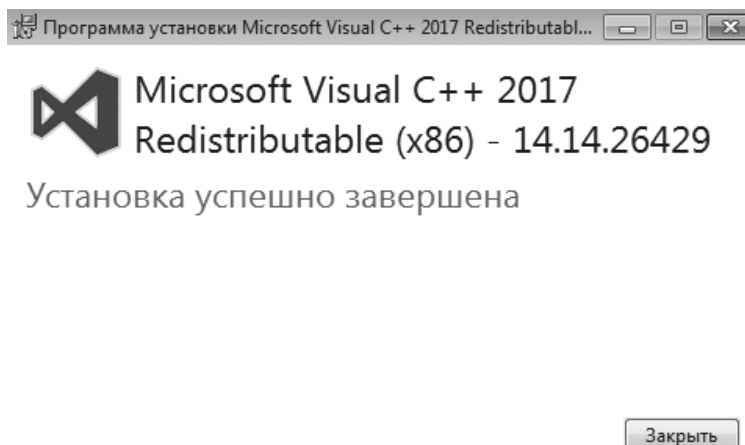 Программа установки Microsoft Visual C++ 2017 Redistributabl...
Microsoft Visual C++ 2017
Redistributable (x86) - 14.14.26429
Установка успешно завершена
Закрыть